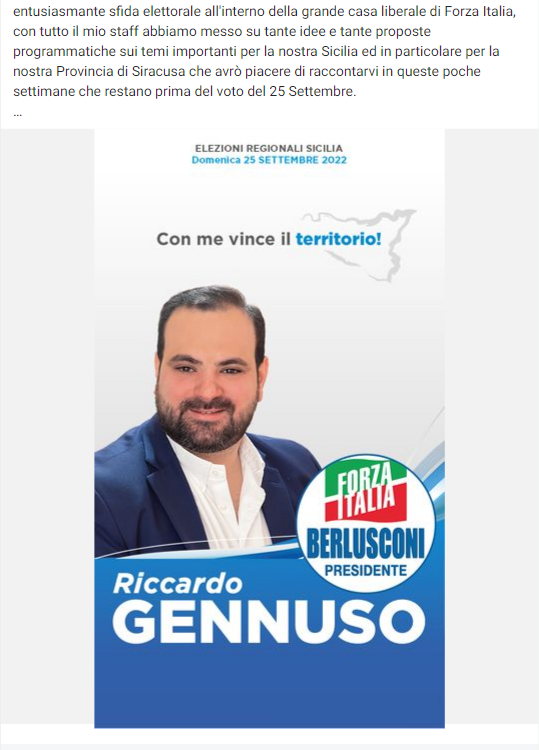 entusiasmante sfida elettorale all'interno della grande casa liberale di Forza Italia,
con tutto il mio staff abbiamo messo su tante idee e tante proposte
programmatiche sui temi importanti per la nostra Sicilia ed in particolare per la
nostra Provincia di Siracusa che avrò piacere di raccontarvi in queste poche
settimane che restano prima del voto del 25 Settembre.
...
ELEZIONI REGIONALI SICILIA
Domenica 25 SETTEMBRE 2022
Con me vince il territorio!
FORZA
ITALIA
BERLUSCONI
PRESIDENTE
Riccardo
GENNUSO